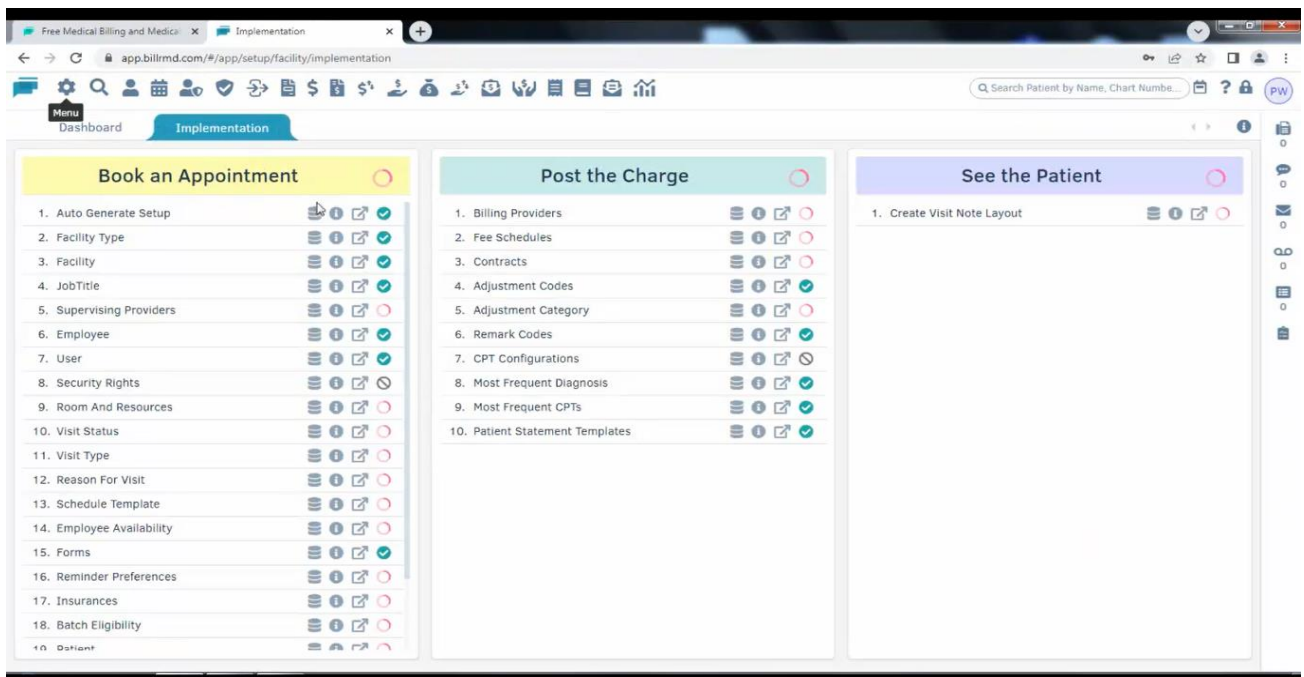 Free Medical Billing and Medica
Implementation
app.billrmd.com/#/app/setup/facility/implementation
Search Patient by Name, Chart Numbe...
PW
Menu
Dashboard
Implementation
0
0
0
0
0
Book an Appointment
1. Auto Generate Setup
2. Facility Type
3. Facility
4. JobTitle
5. Supervising Providers
6. Employee
7. User
8. Security Rights
9. Room And Resources
10. Visit Status
11. Visit Type
12. Reason For Visit
13. Schedule Template
14. Employee Availability
15. Forms
16. Reminder Preferences
17. Insurances
18. Batch Eligibility
19. Patient
Post the Charge
1. Billing Providers
2. Fee Schedules
3. Contracts
4. Adjustment Codes
5. Adjustment Category
6. Remark Codes
7. CPT Configurations
8. Most Frequent Diagnosis
9. Most Frequent CPTs
10. Patient Statement Templates
See the Patient
1. Create Visit Note Layout